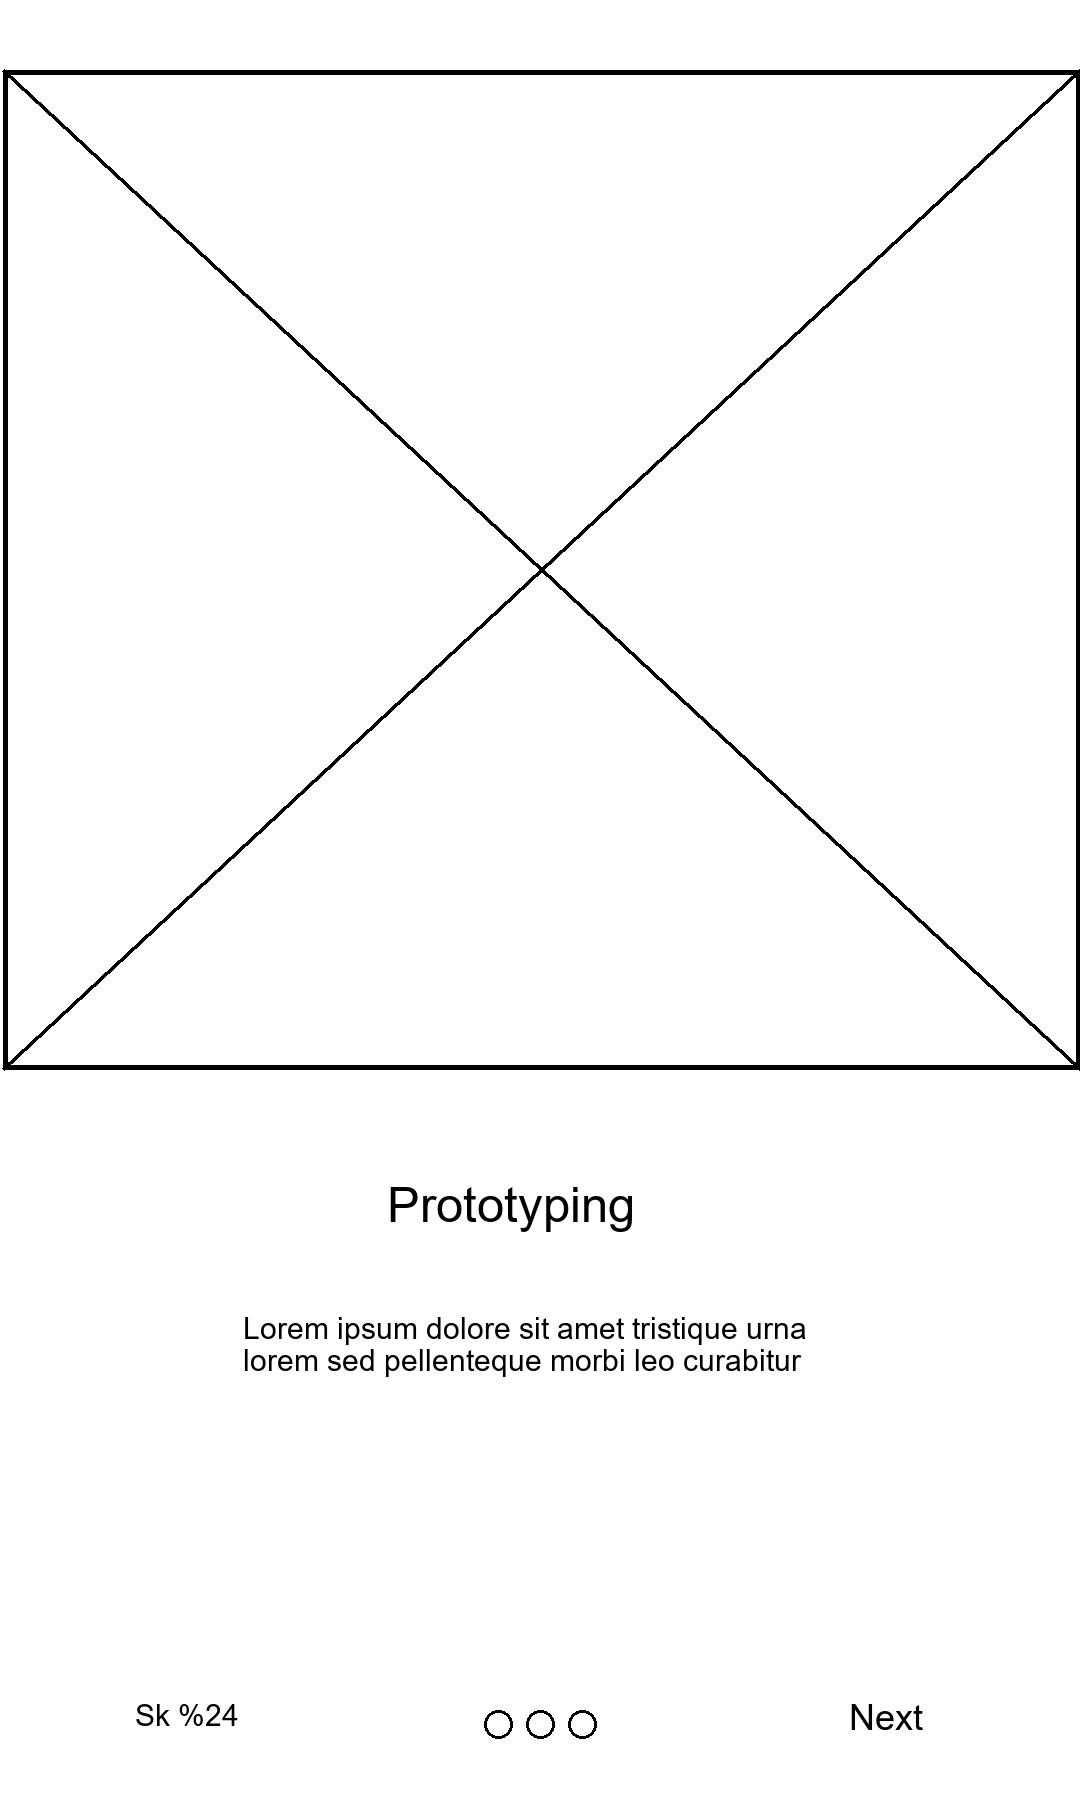 Prototyping
Lorem ipsum dolore sit amet tristique urna
lorem sed pellenteque morbi leo curabitur
Sk %24
Next